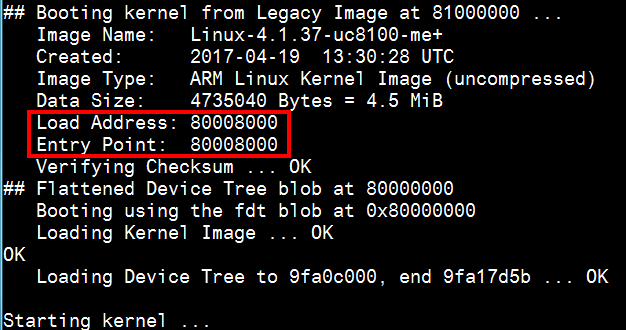 ## Booting kernel from Legacy Image at 81000000 ...
   Image Name:   Linux-4.1.37-uc8100-me+
   Created:      2017-04-19  13:30:28 UTC
   Image Type:   ARM Linux Kernel Image (uncompressed)
   Data Size:    4735040 Bytes = 4.5 MiB
   Load Address: 80008000
   Entry Point:  80008000
   Verifying Checksum ... OK
## Flattened Device Tree blob at 80000000
   Booting using the fdt blob at 0x80000000
   Loading Kernel Image ... OK
OK
   Loading Device Tree to 9fa0c000, end 9fa17d5b ... OK

Starting kernel ...